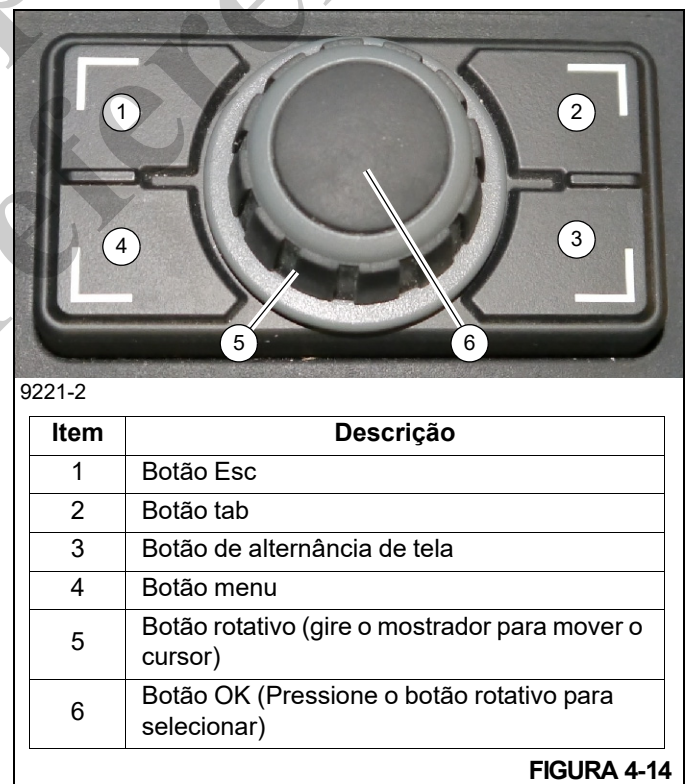 1
2
4
3
5
6
9221-2
Item Descrição
1 Botão Esc
2 Botão tab
3 Botão de alternância de tela
4 Botão menu
5 Botão rotativo (gire o mostrador para mover o
cursor)
6 Botão OK (Pressione o botão rotativo para
selecionar)
FIGURA 4-14